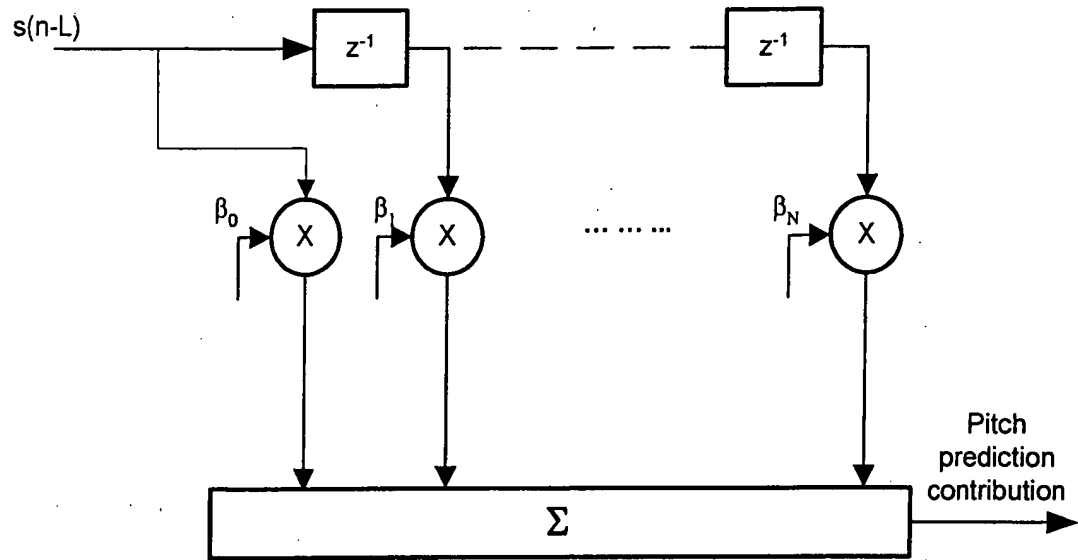 s(n-L)
z⁻¹
z⁻¹
β₀
X
β₁
X
... ... ...
β_N
X
Pitch
prediction
contribution
Σ